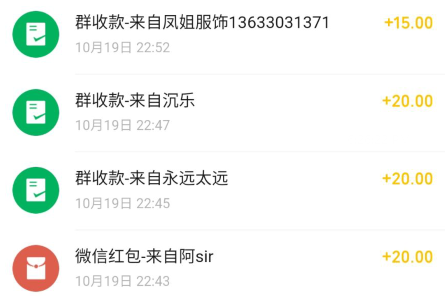 群收款-来自凤姐服饰13633031371 +15.00
10月19日 22:52
群收款-来自沉乐 +20.00
10月19日 22:47
群收款-来自永远太远 +20.00
10月19日 22:45
微信红包-来自阿sir +20.00
10月19日 22:43